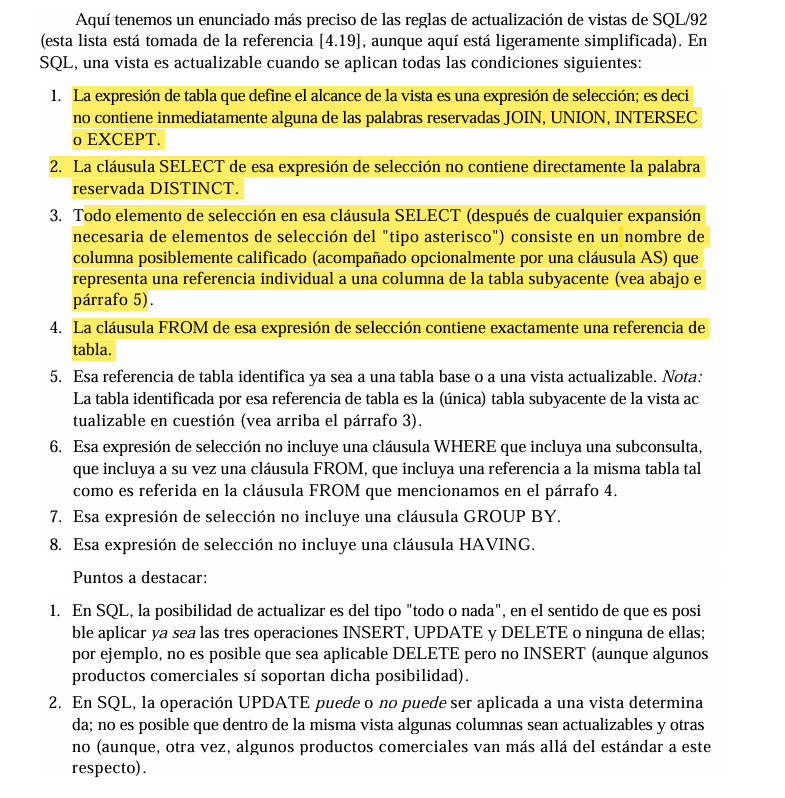 Aquí tenemos un enunciado más preciso de las reglas de actualización de vistas de SQL/92
(esta lista está tomada de la referencia [4.19], aunque aquí está ligeramente simplificada). En
SQL, una vista es actualizable cuando se aplican todas las condiciones siguientes:
1. La expresión de tabla que define el alcance de la vista es una expresión de selección; es deci
no contiene inmediatamente alguna de las palabras reservadas JOIN, UNION, INTERSEC
o EXCEPT.
2. La cláusula SELECT de esa expresión de selección no contiene directamente la palabra
reservada DISTINCT.
3. Todo elemento de selección en esa cláusula SELECT (después de cualquier expansión
necesaria de elementos de selección del "tipo asterisco") consiste en un nombre de
columna posiblemente calificado (acompañado opcionalmente por una cláusula AS) que
representa una referencia individual a una columna de la tabla subyacente (vea abajo e
párrafo 5).
4. La cláusula FROM de esa expresión de selección contiene exactamente una referencia de
tabla.
5. Esa referencia de tabla identifica ya sea a una tabla base o a una vista actualizable. Nota:
La tabla identificada por esa referencia de tabla es la (única) tabla subyacente de la vista ac
tualizable en cuestión (vea arriba el párrafo 3).
6. Esa expresión de selección no incluye una cláusula WHERE que incluya una subconsulta,
que incluya a su vez una cláusula FROM, que incluya una referencia a la misma tabla tal
como es referida en la cláusula FROM que mencionamos en el párrafo 4.
7. Esa expresión de selección no incluye una cláusula GROUP BY.
8. Esa expresión de selección no incluye una cláusula HAVING.
Puntos a destacar:
1. En SQL, la posibilidad de actualizar es del tipo "todo o nada", en el sentido de que es posi
ble aplicar ya sea las tres operaciones INSERT, UPDATE y DELETE o ninguna de ellas;
por ejemplo, no es posible que sea aplicable DELETE pero no INSERT (aunque algunos
productos comerciales sí soportan dicha posibilidad).
2. En SQL, la operación UPDATE puede o no puede ser aplicada a una vista determina
da; no es posible que dentro de la misma vista algunas columnas sean actualizables y otras
no (aunque, otra vez, algunos productos comerciales van más allá del estándar a este
respecto).